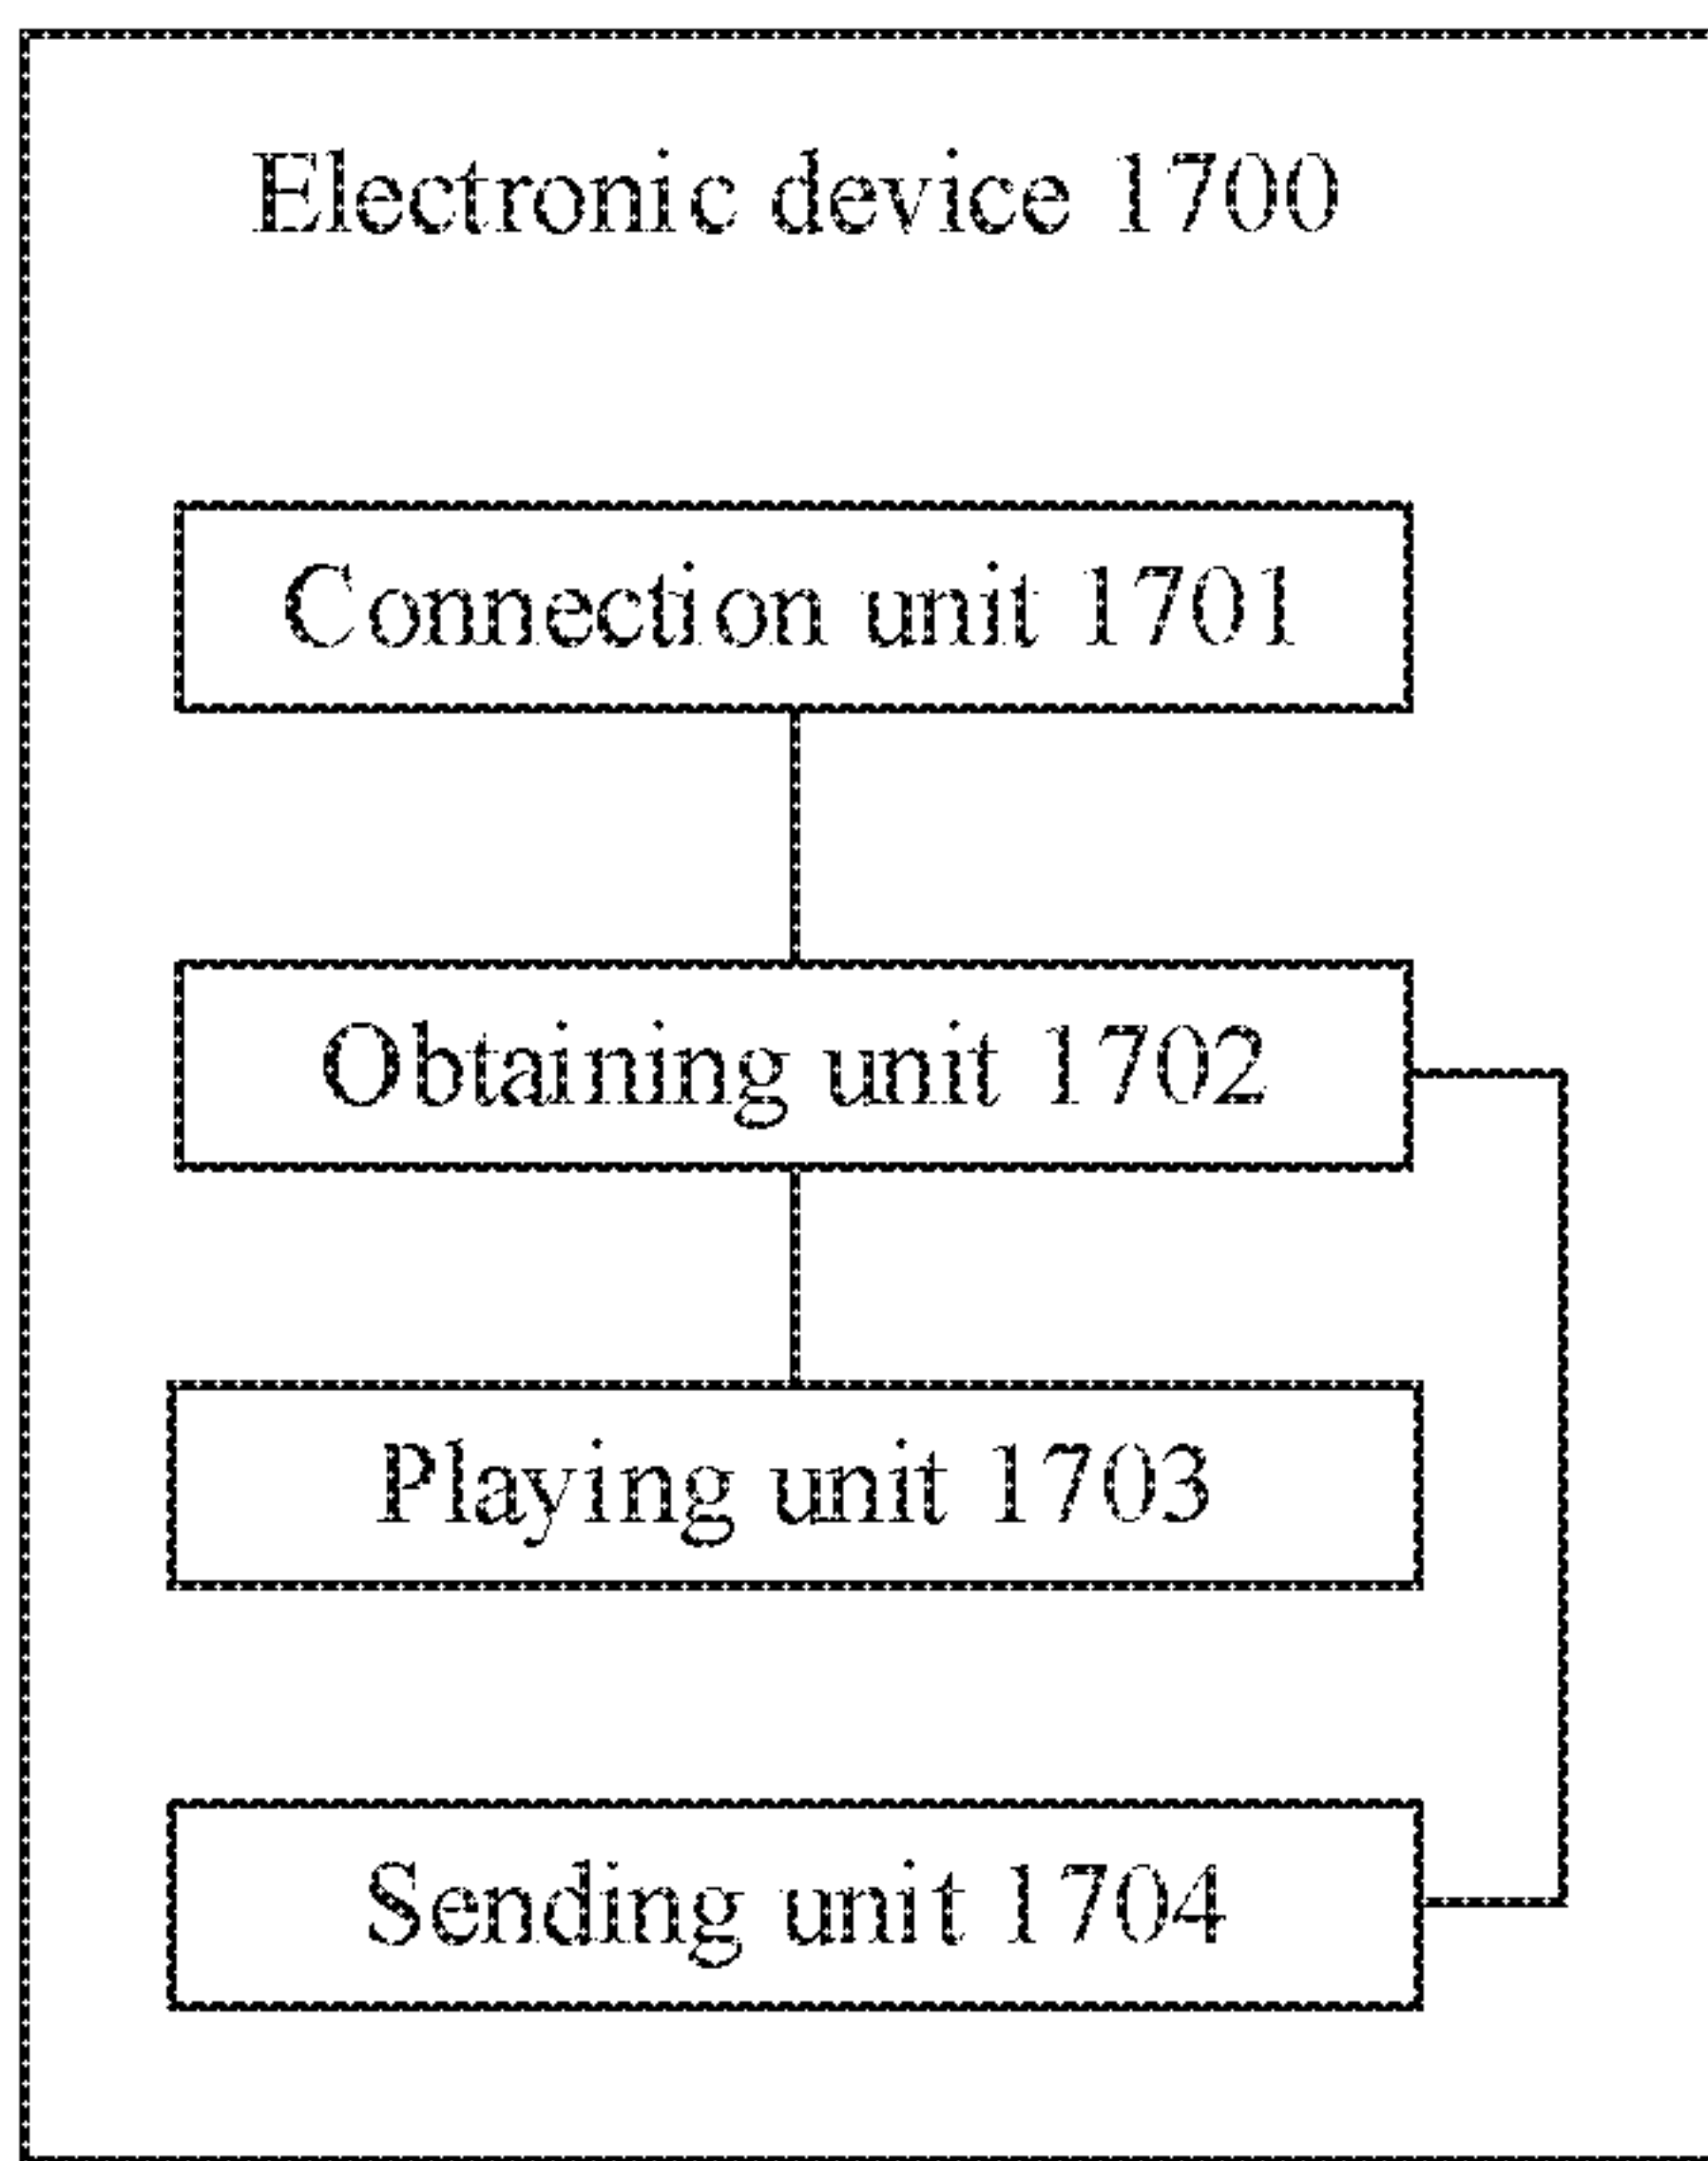 Electronic device 1700
Connection unit 1701
Obtaining unit 1702
Playing unit 1703
Sending unit 1704